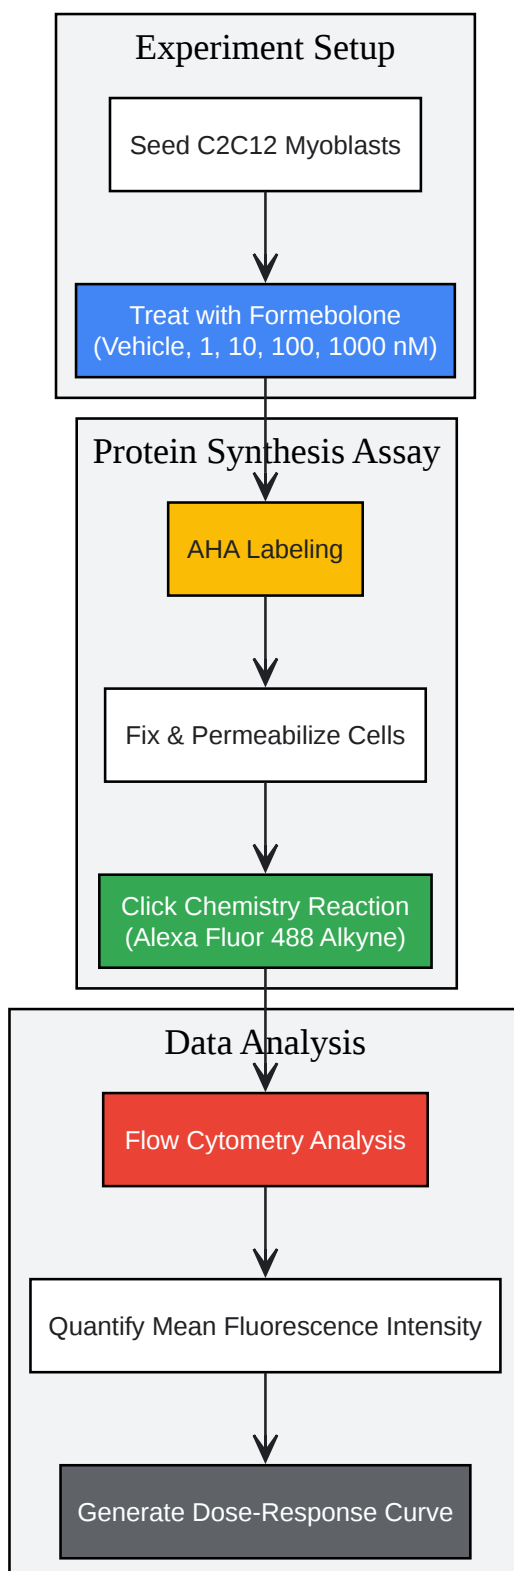 Experiment Setup
Seed C2C12 Myoblasts
Treat with Formebolone
(Vehicle, 1, 10, 100, 1000 nM)
Protein Synthesis Assay
AHA Labeling
Fix & Permeabilize Cells
Click Chemistry Reaction
(Alexa Fluor 488 Alkyne)
Data Analysis
Flow Cytometry Analysis
Quantify Mean Fluorescence Intensity
Generate Dose-Response Curve